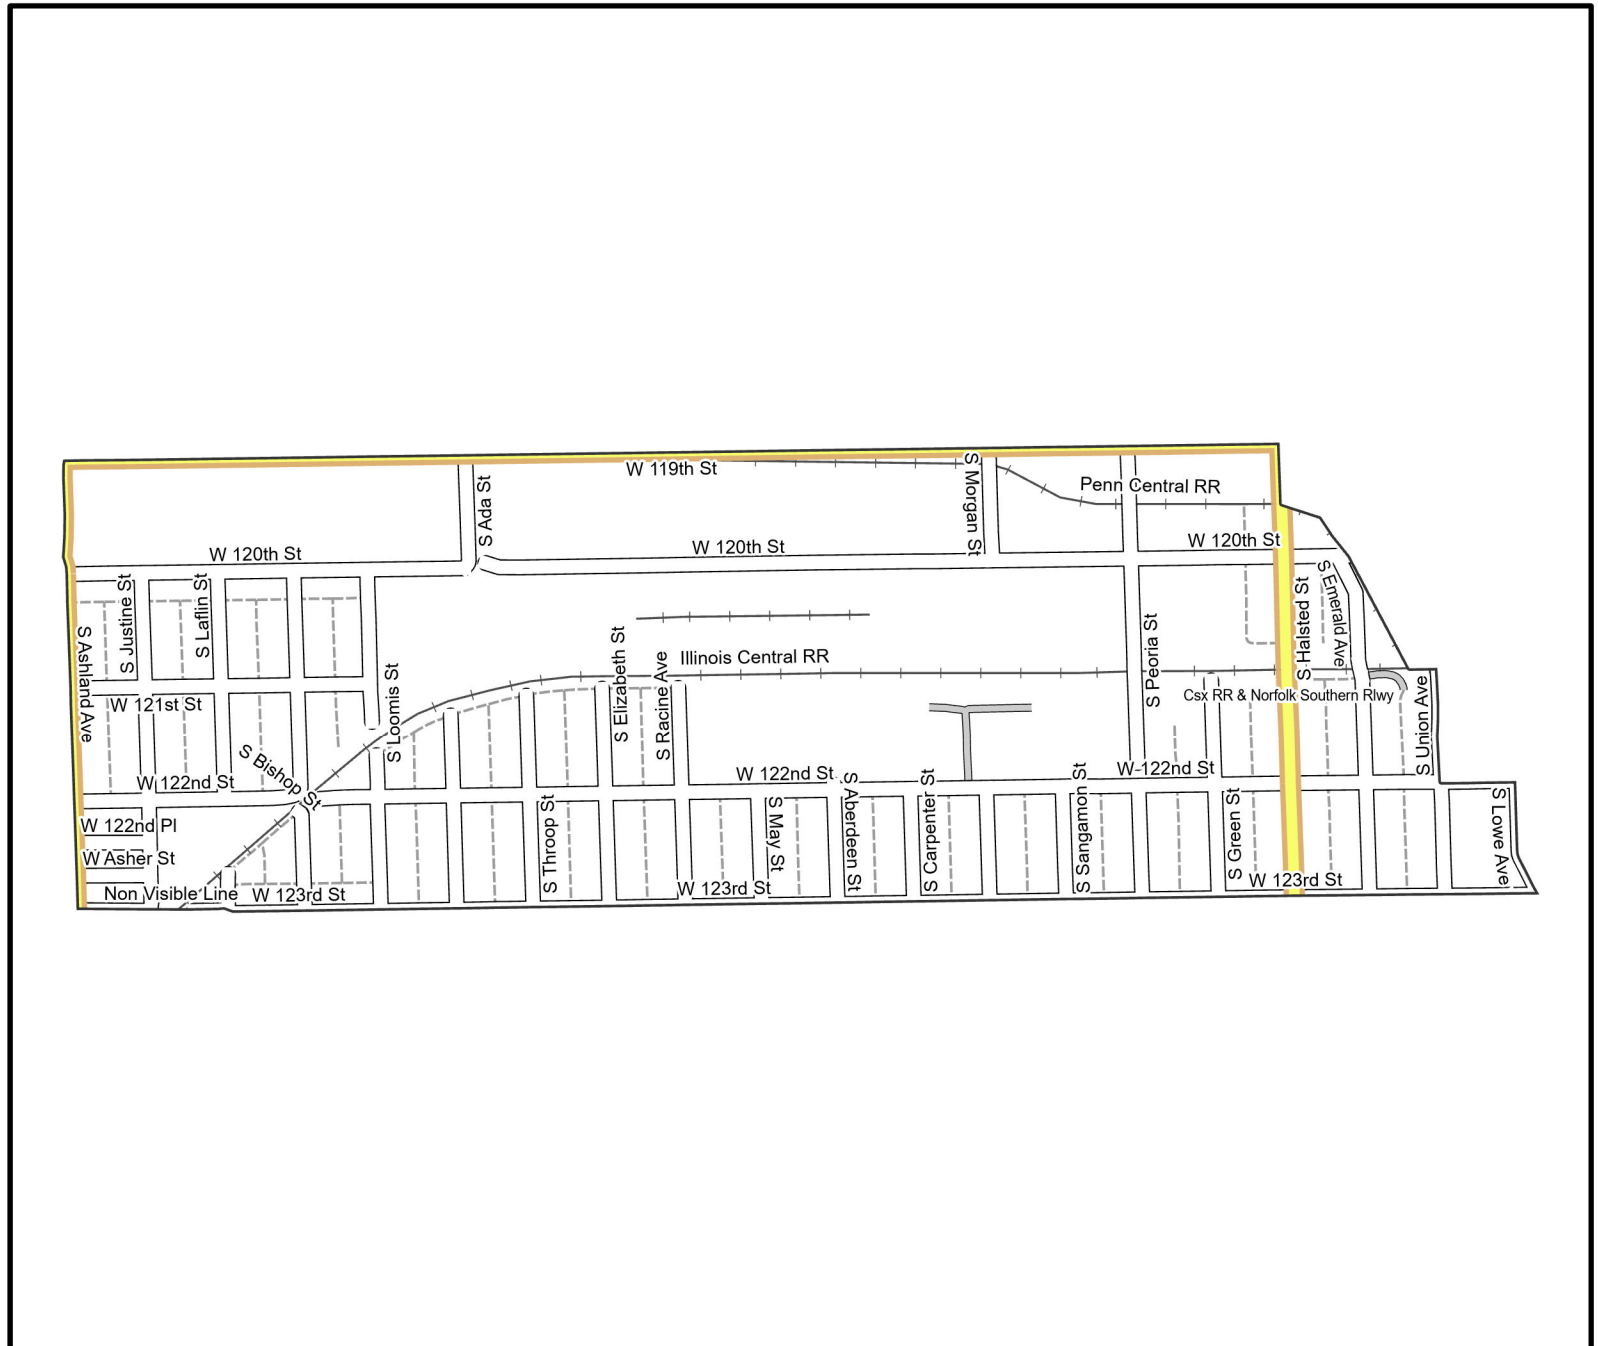 W 119th St
S Morgan St
Penn Central RR
S Ada St
W 120th St
W 120th St
W 120th St
S Justine St
S Laflin St
S Emerald Ave
S Halsted St
S Ashland Ave
S Loomis St
S Elizabeth St
S Racine Ave
Illinois Central RR
S Peoria St
Csx RR & Norfolk Southern Rlwy
S Union Ave
W 121st St
S Bishop St
W 122nd St
W 122nd St
W 122nd St
S Throop St
S May St
S Aberdeen St
S Carpenter St
S Sangamon St
S Green St
S Lowe Ave
W 122nd Pl
W Asher St
Non Visible Line
W 123rd St
W 123rd St
W 123rd St